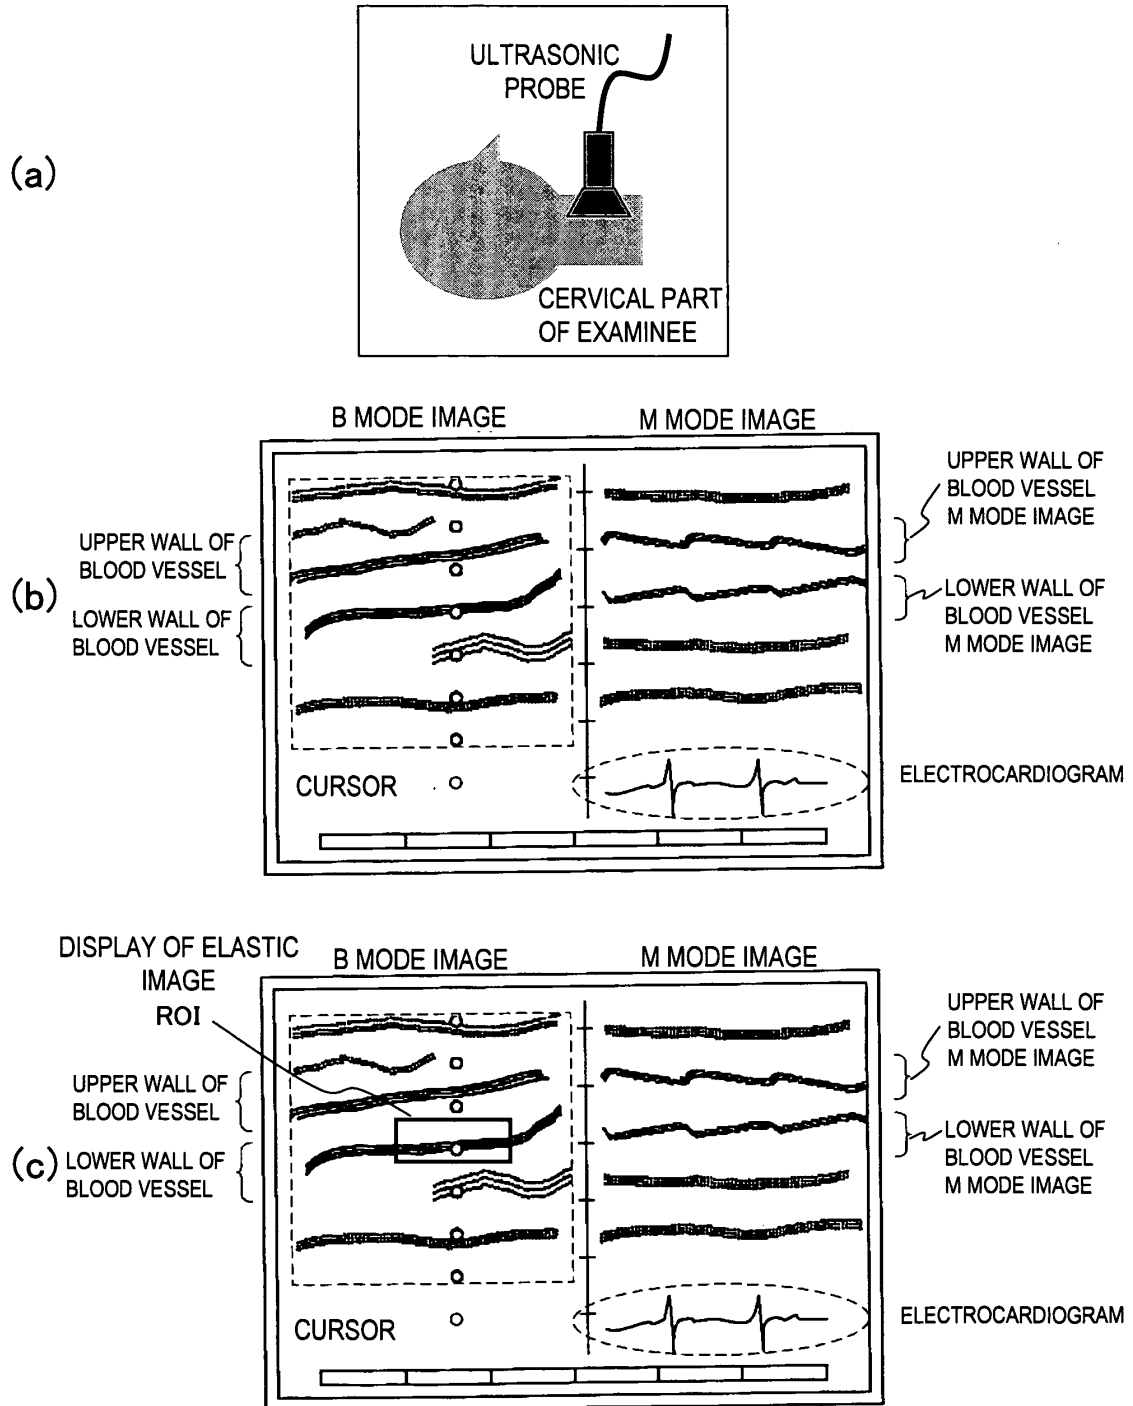 (a)
ULTRASONIC
PROBE
CERVICAL PART
OF EXAMINEE
(b)
B MODE IMAGE
M MODE IMAGE
UPPER WALL OF
BLOOD VESSEL
LOWER WALL OF
BLOOD VESSEL
UPPER WALL OF
BLOOD VESSEL
M MODE IMAGE
LOWER WALL OF
BLOOD VESSEL
M MODE IMAGE
CURSOR
ELECTROCARDIOGRAM
(c)
DISPLAY OF ELASTIC
IMAGE
ROI
B MODE IMAGE
M MODE IMAGE
UPPER WALL OF
BLOOD VESSEL
LOWER WALL OF
BLOOD VESSEL
UPPER WALL OF
BLOOD VESSEL
M MODE IMAGE
LOWER WALL OF
BLOOD VESSEL
M MODE IMAGE
CURSOR
ELECTROCARDIOGRAM